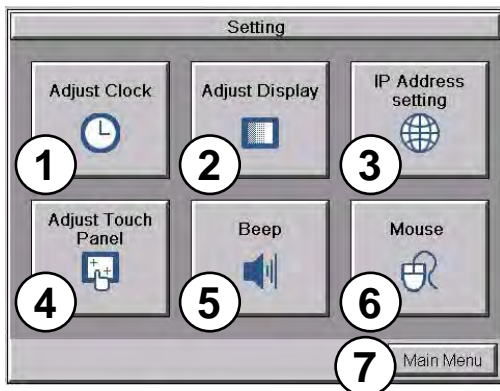 Setting
Adjust Clock
Adjust Display
IP Address
setting
1
2
3
Adjust Touch
Panel
Beep
Mouse
4
5
6
7
Main Menu